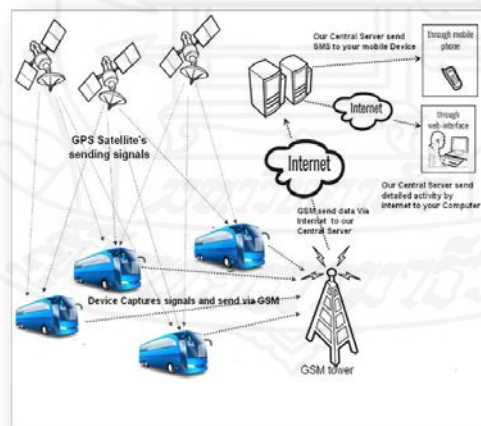 Our Central Server send
SMS to your mobile Device
through mobile
phone
Internet
through
web-interface
GPS Satellite's
sending signals
Internet
Our Central Server send
detailed activity by
internet to your Computer
GSM send data Via
Internet to our
Central Server
Device Captures signals and send via GSM
GSM tower